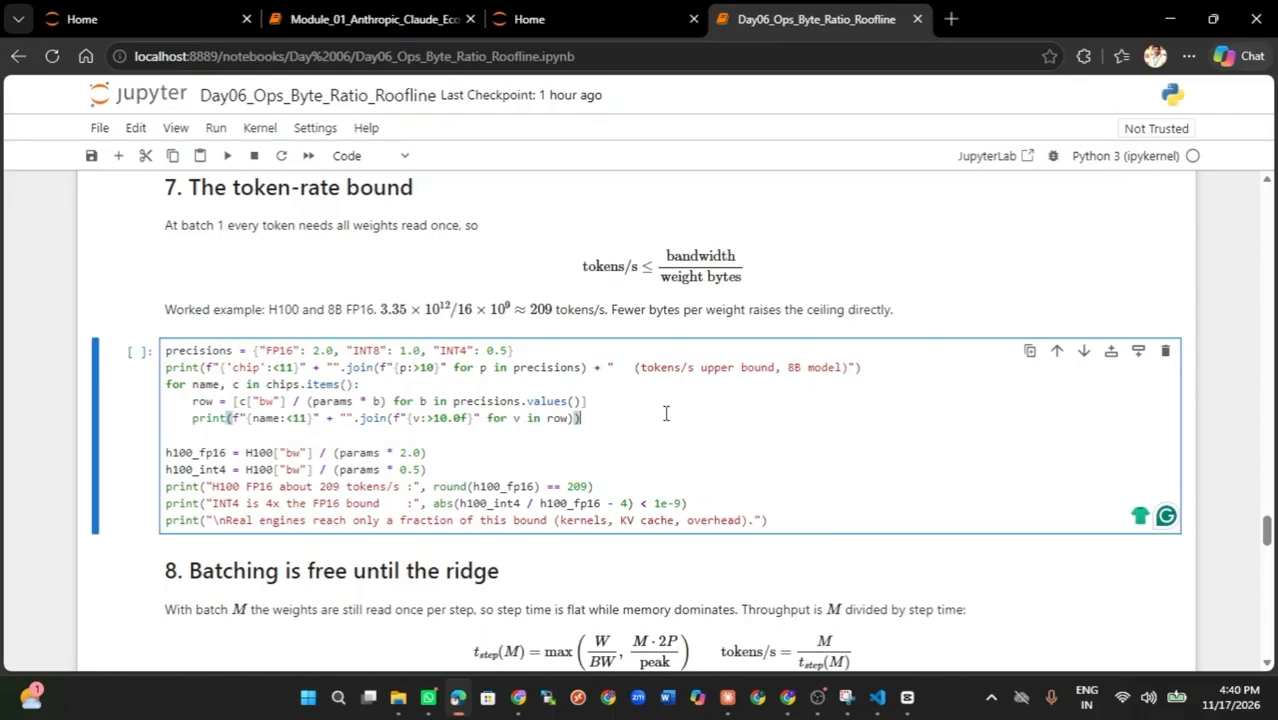 Home
Module_01_Anthropic_Claude_Eco
Home
Day06_Ops_Byte_Ratio_Roofline
localhost:8889/notebooks/Day%2006/Day06_Ops_Byte_Ratio_Roofline.ipynb
Chat
jupyter Day06_Ops_Byte_Ratio_Roofline Last Checkpoint: 1 hour ago
File Edit View Run Kernel Settings Help
Not Trusted
Code
JupyterLab
Python 3 (ipykernel)
7. The token-rate bound
At batch 1 every token needs all weights read once, so
tokens/s ≤ bandwidth / weight bytes
Worked example: H100 and 8B FP16. 3.35 × 10¹²/16 × 10⁹ ≈ 209 tokens/s. Fewer bytes per weight raises the ceiling directly.
[ ]:
precisions = {"FP16": 2.0, "INT8": 1.0, "INT4": 0.5}
print(f"{'chip':<11}" + "".join(f"{p:>10}" for p in precisions) + "   (tokens/s upper bound, 8B model)")
for name, c in chips.items():
    row = [c["bw"] / (params * b) for b in precisions.values()]
    print(f"{name:<11}" + "".join(f"{v:>10.0f}" for v in row))
h100_fp16 = H100["bw"] / (params * 2.0)
h100_int4 = H100["bw"] / (params * 0.5)
print("H100 FP16 about 209 tokens/s :", round(h100_fp16) == 209)
print("INT4 is 4x the FP16 bound    :", abs(h100_int4 / h100_fp16 - 4) < 1e-9)
print("\nReal engines reach only a fraction of this bound (kernels, KV cache, overhead).")
8. Batching is free until the ridge
With batch M the weights are still read once per step, so step time is flat while memory dominates. Throughput is M divided by step time:
t_step(M) = max(W/BW, M · 2P/peak)   tokens/s = M/t_step(M)
1
ENG
IN
4:40 PM
11/17/2026